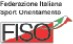 Federazione Italiana
sport Orientamento
FISO